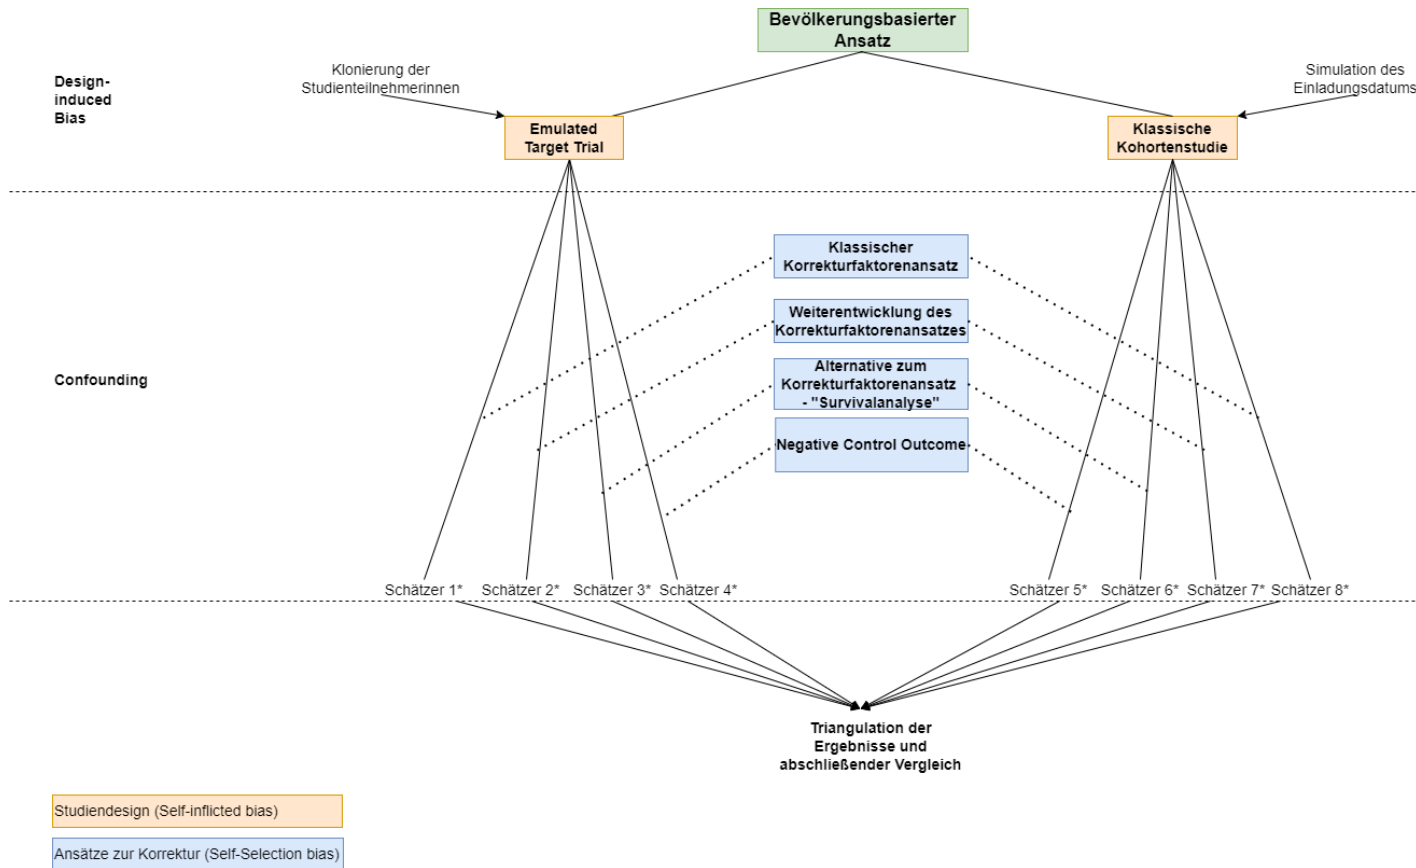 Bevölkerungsbasierter
Ansatz
Design-
induced
Bias
Klonierung der
Studienteilnehmerinnen
Simulation des
Einladungsdatums
Emulated
Target Trial
Klassische
Kohortenstudie
Confounding
Klassischer
Korrekturfaktorenansatz
Weiterentwicklung des
Korrekturfaktorenansatzes
Alternative zum
Korrekturfaktorenansatz
- "Survivalanalyse"
Negative Control Outcome
Schätzer 1*
Schätzer 2*
Schätzer 3*
Schätzer 4*
Schätzer 5*
Schätzer 6*
Schätzer 7*
Schätzer 8*
Triangulation der
Ergebnisse und
abschließender Vergleich
Studiendesign (Self-inflicted bias)
Ansätze zur Korrektur (Self-Selection bias)